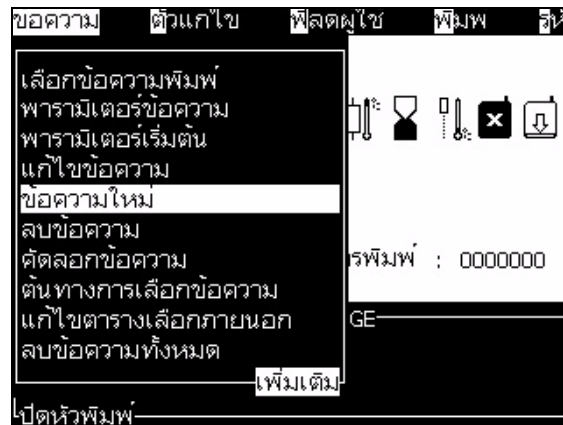 ขอความ ตัวแกไข ฟิลดผูใช พิมพ
เลือกข้อความพิมพ์
พารามิเตอร์ข้อความ
พารามิเตอร์เริ่มต้น
แก้ไขข้อความ
ข้อความใหม่
ลบข้อความ
คัดลอกข้อความ
รพิมพ์ : 0000000
ต้นทางการเลือกข้อความ
แก้ไขตารางเลือกภายนอก
GE
ลบข้อความทั้งหมด
เพิ่มเติม
ปิดหัวพิมพ์